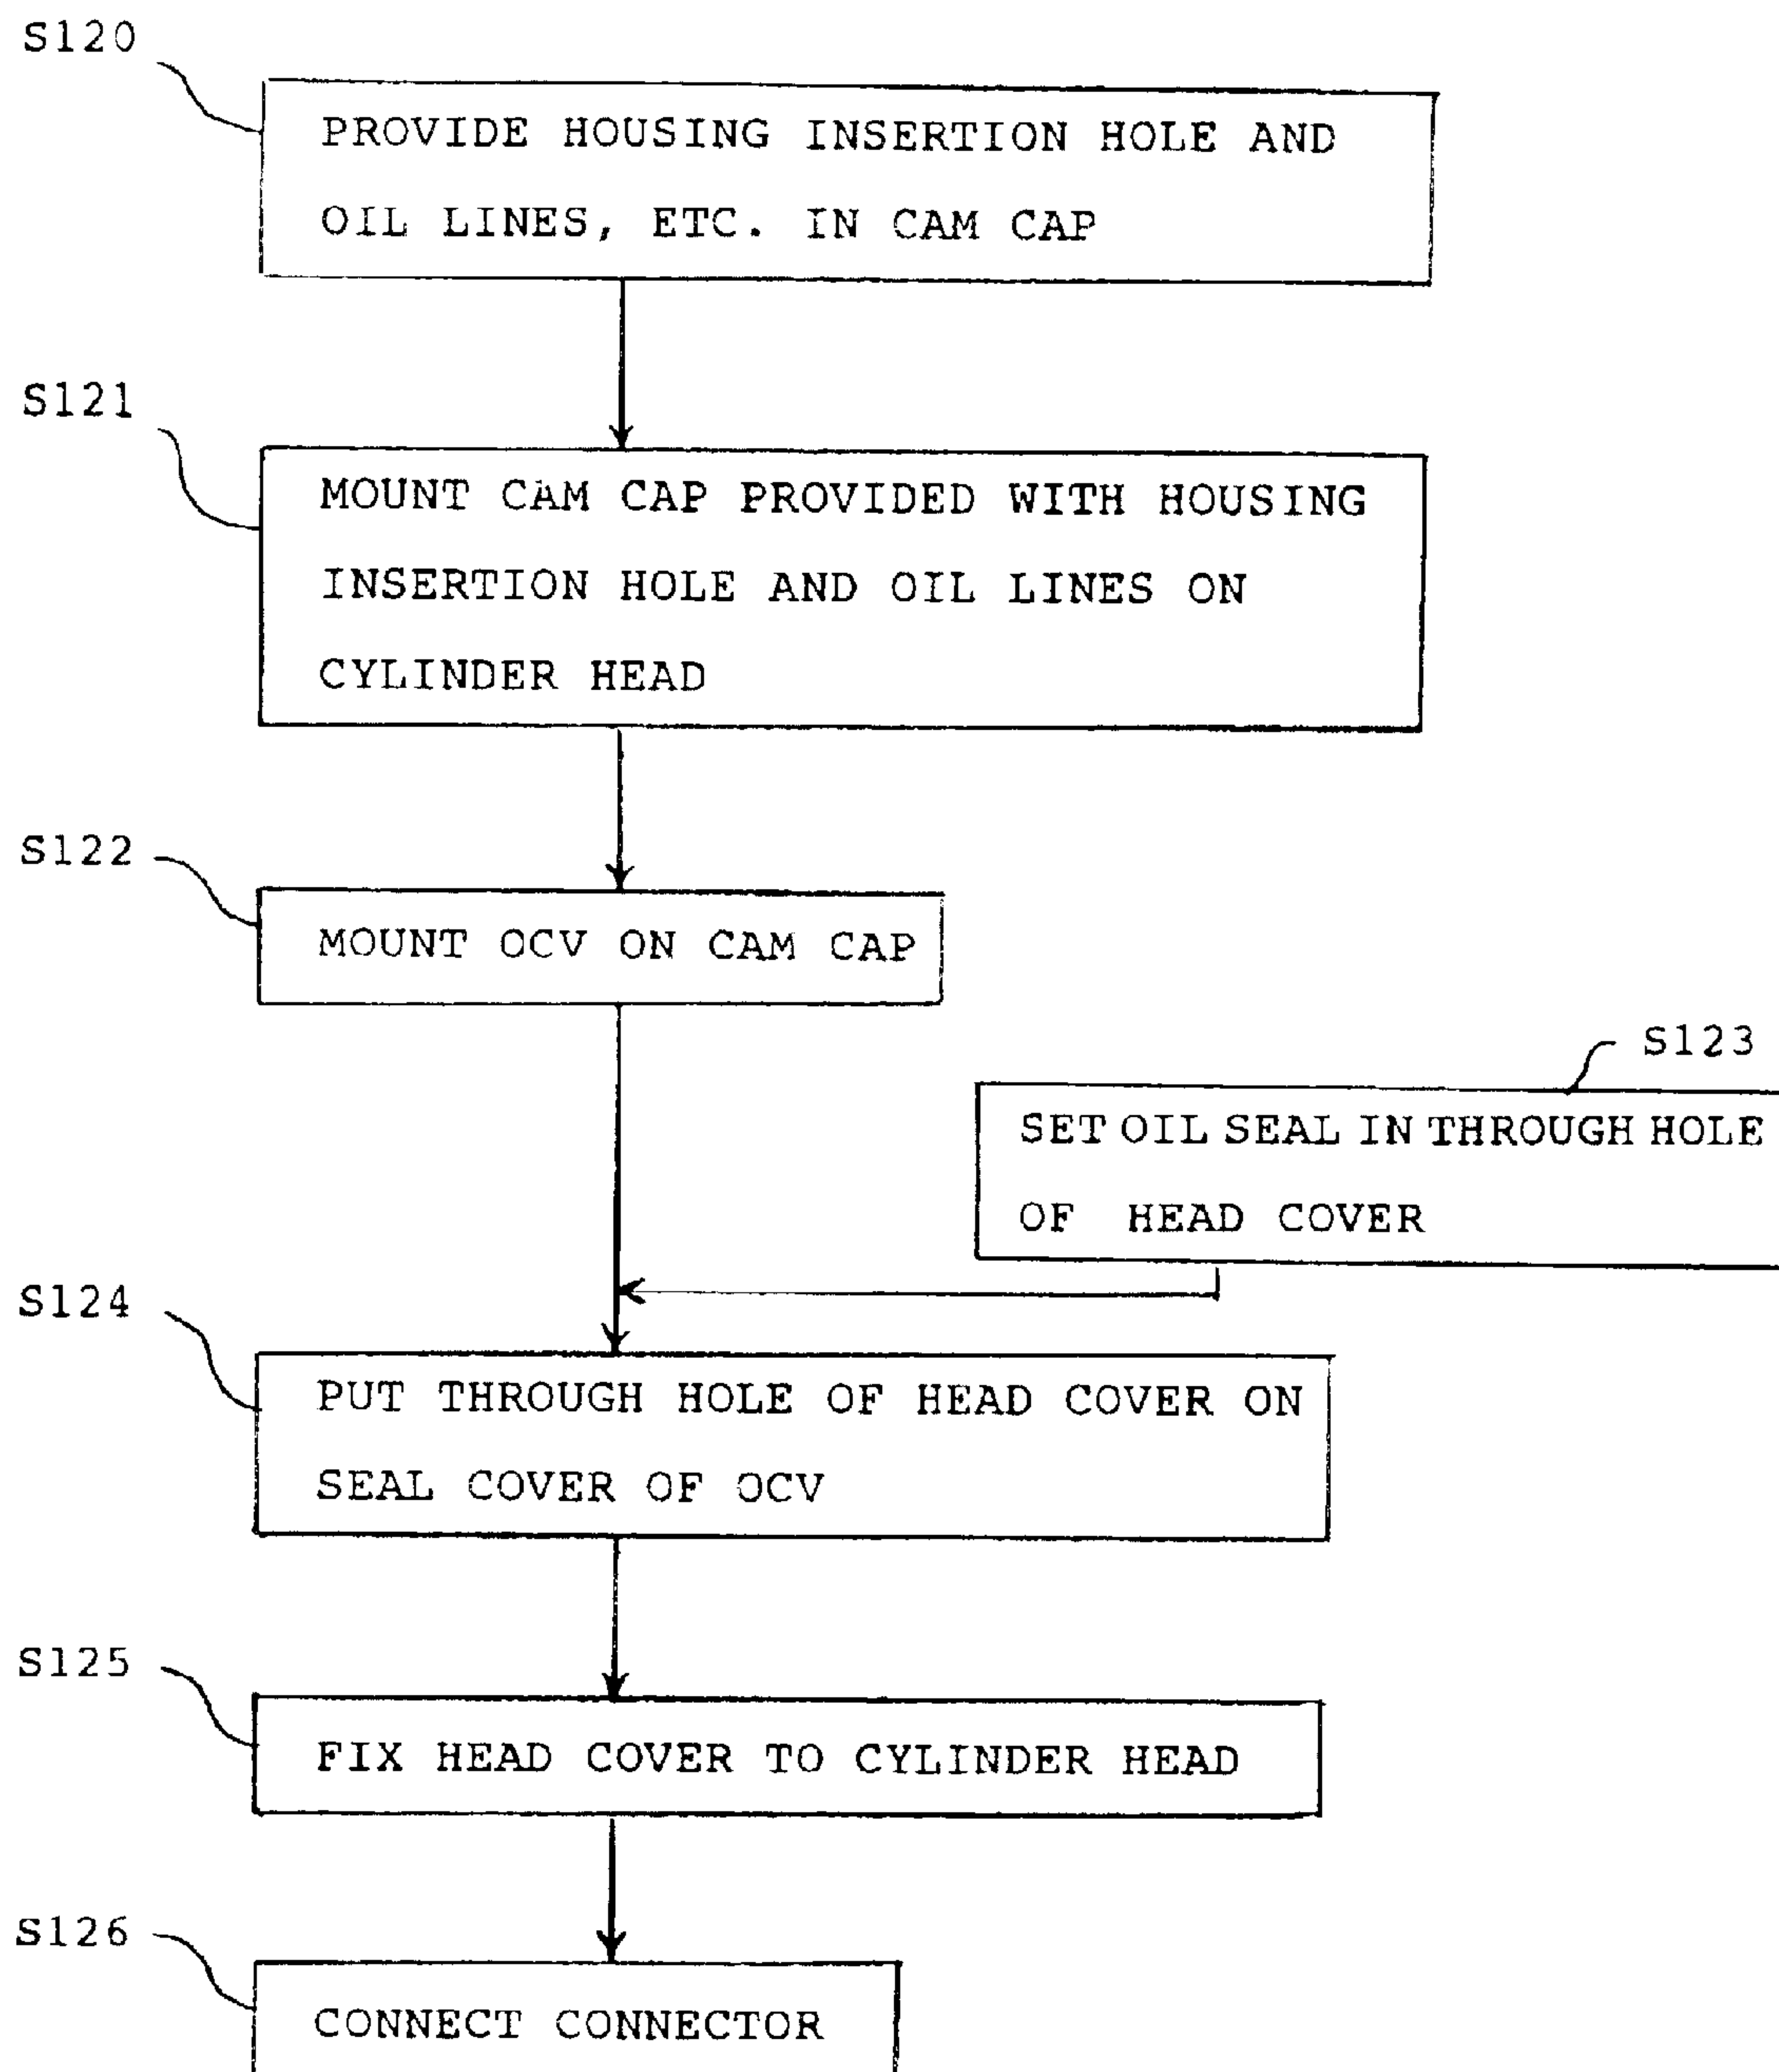 S120
PROVIDE HOUSING INSERTION HOLE AND
OIL LINES, ETC. IN CAM CAP
S121
MOUNT CAM CAP PROVIDED WITH HOUSING
INSERTION HOLE AND OIL LINES ON
CYLINDER HEAD
S122
MOUNT OCV ON CAM CAP
S123
SET OIL SEAL IN THROUGH HOLE
OF HEAD COVER
S124
PUT THROUGH HOLE OF HEAD COVER ON
SEAL COVER OF OCV
S125
FIX HEAD COVER TO CYLINDER HEAD
S126
CONNECT CONNECTOR